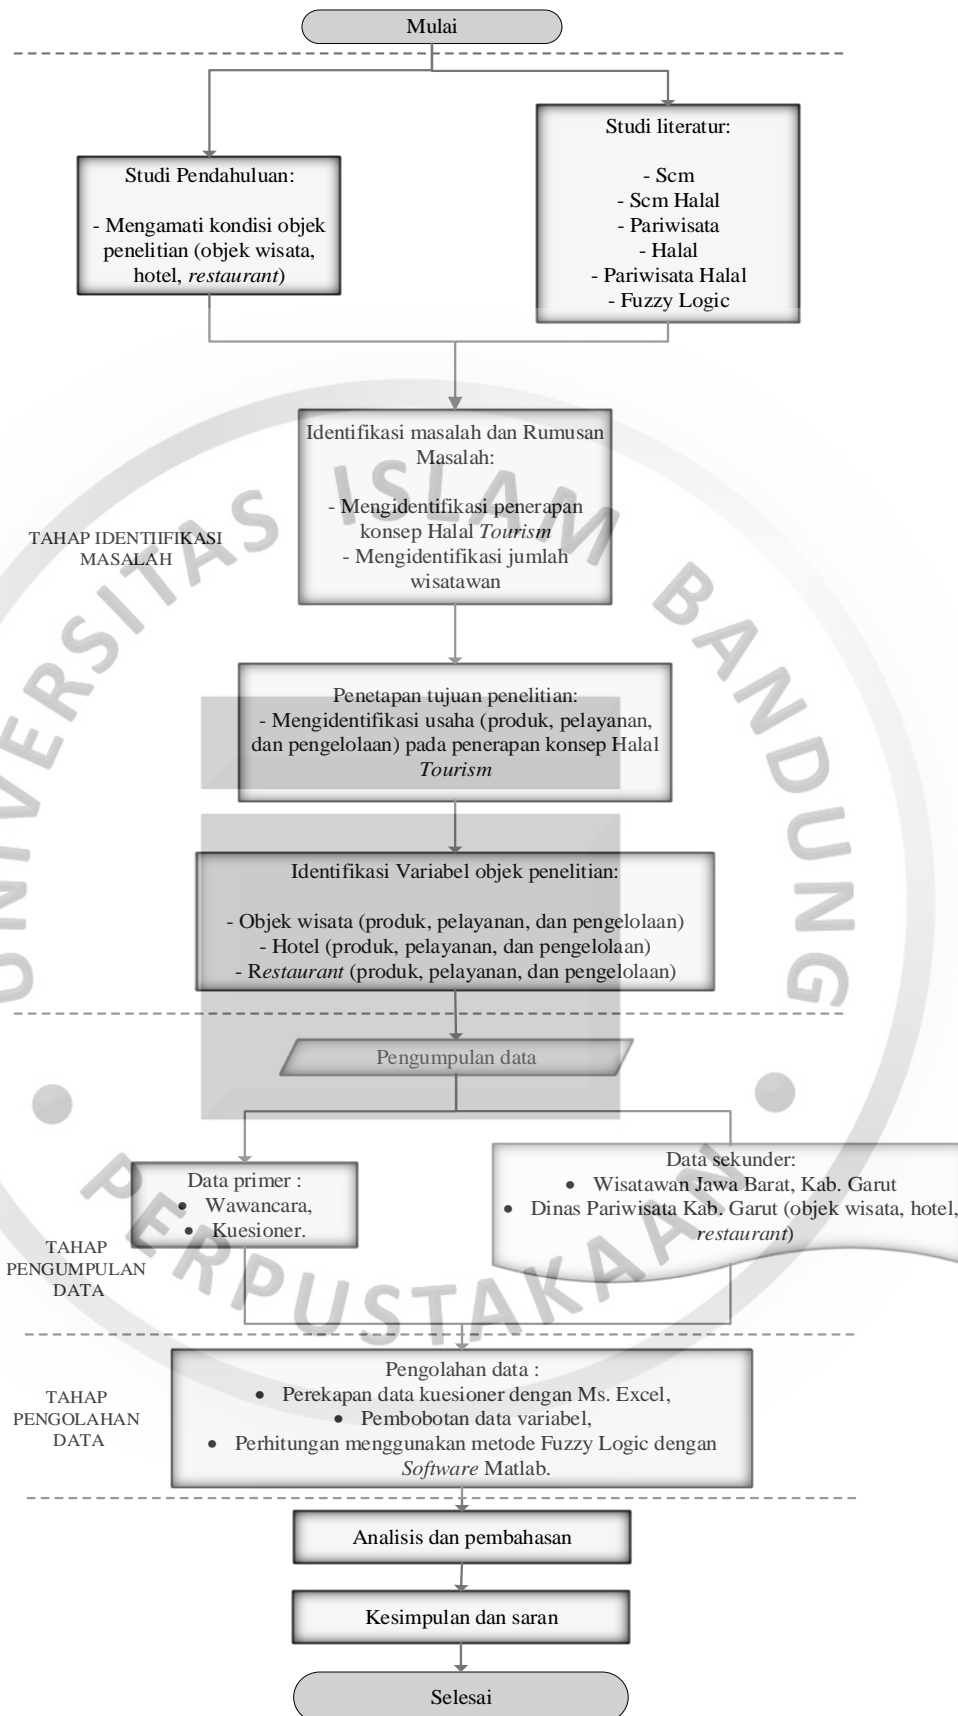 Mulai
Studi Pendahuluan:
- Mengamati kondisi objek
penelitian (objek wisata,
hotel, restaurant)
Studi literatur:
- Scm
- Scm Halal
- Pariwisata
- Halal
- Pariwisata Halal
- Fuzzy Logic
Identifikasi masalah dan Rumusan
Masalah:
- Mengidentifikasi penerapan
konsep Halal Tourism
- Mengidentifikasi jumlah
wisatawan
TAHAP IDENTIIFIKASI
MASALAH
Penetapan tujuan penelitian:
- Mengidentifikasi usaha (produk, pelayanan,
dan pengelolaan) pada penerapan konsep Halal
Tourism
Identifikasi Variabel objek penelitian:
- Objek wisata (produk, pelayanan, dan pengelolaan)
- Hotel (produk, pelayanan, dan pengelolaan)
- Restaurant (produk, pelayanan, dan pengelolaan)
Pengumpulan data
Data primer :
• Wawancara,
• Kuesioner.
Data sekunder:
• Wisatawan Jawa Barat, Kab. Garut
• Dinas Pariwisata Kab. Garut (objek wisata, hotel,
restaurant)
TAHAP
PENGUMPULAN
DATA
Pengolahan data :
• Perekapan data kuesioner dengan Ms. Excel,
• Pembobotan data variabel,
• Perhitungan menggunakan metode Fuzzy Logic dengan
Software Matlab.
TAHAP
PENGOLAHAN
DATA
Analisis dan pembahasan
Kesimpulan dan saran
Selesai
UNIVERSITAS ISLAM BANDUNG
PERPUSTAKAAN